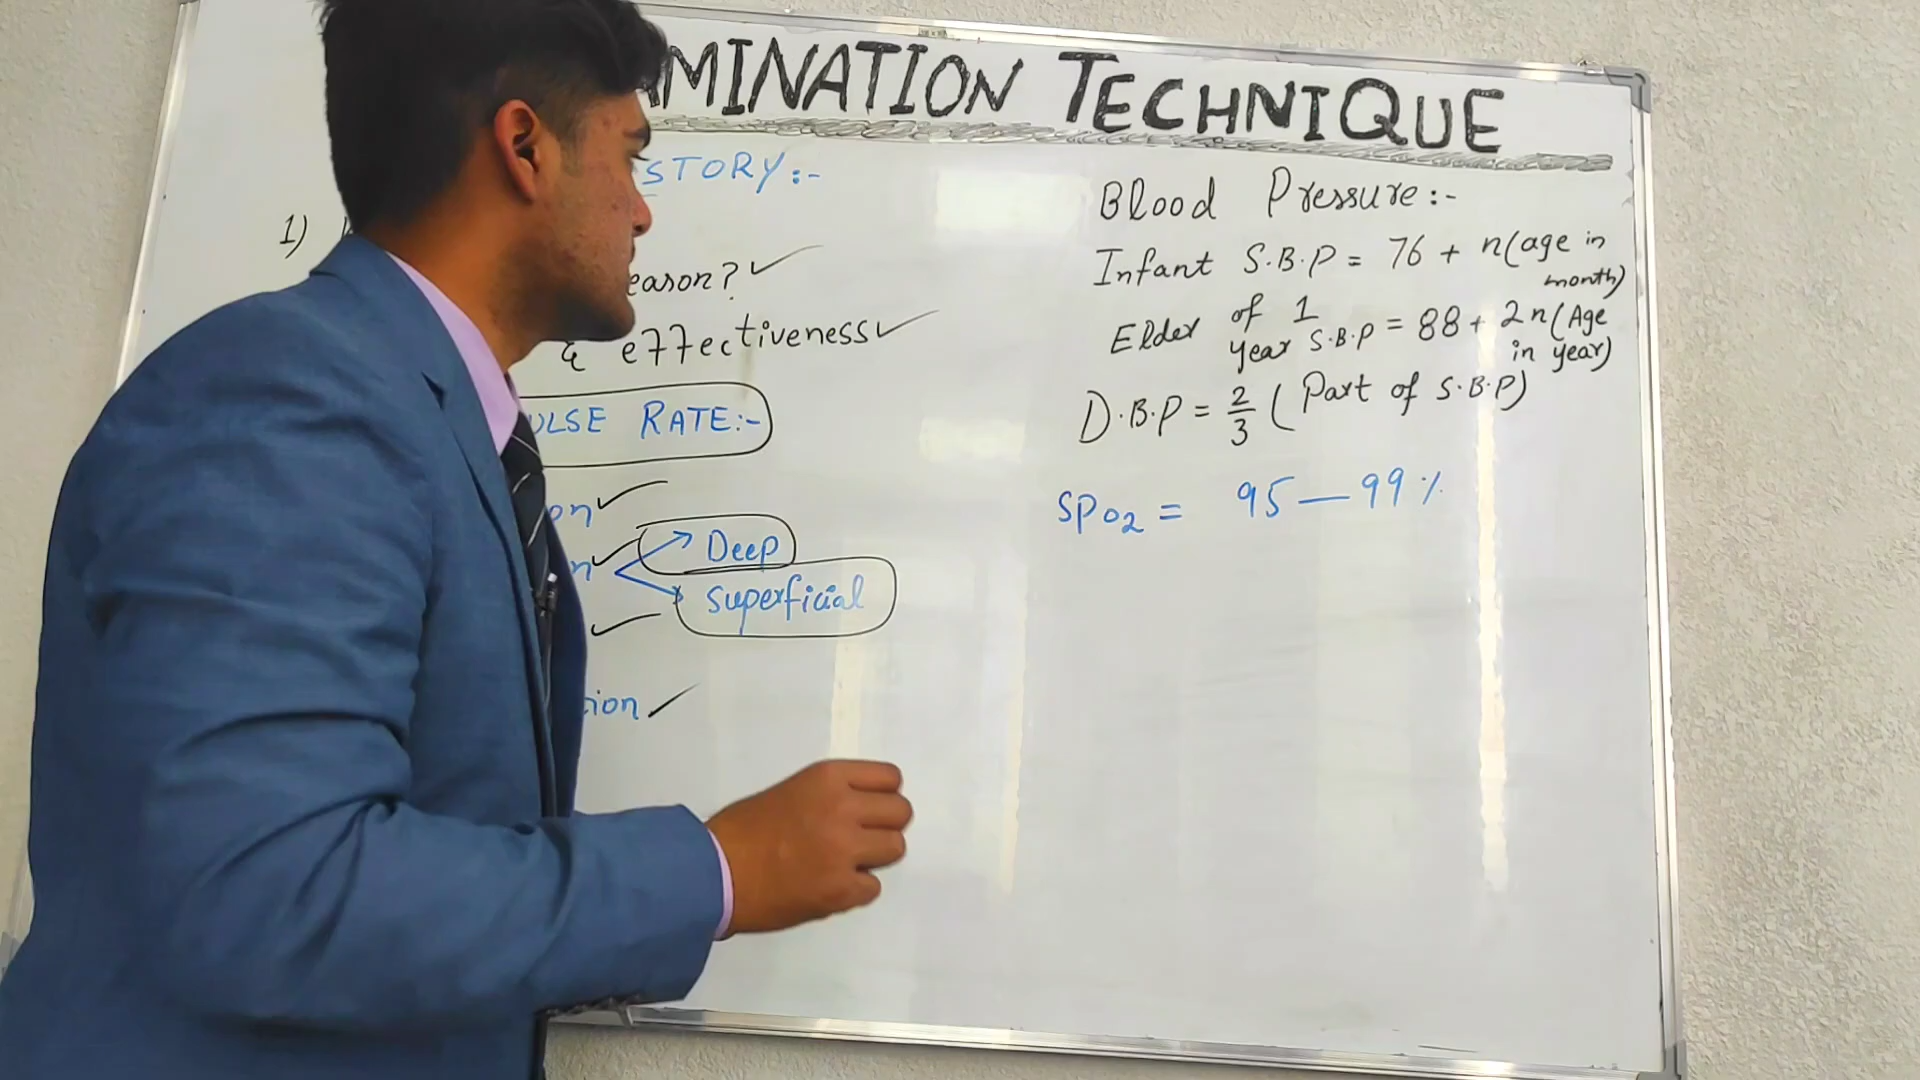 MINATION TECHNIQUE
STORY:-
1)
eason?
& effectiveness
ULSE RATE:-
on
n Deep
Superficial
ion
Blood Pressure:-
Infant S.B.P = 76 + n(age in
month)
Elder of 1
year S.B.P = 88 + 2n(Age
in year)
D.B.P = 2/3 (Part of S.B.P)
SPO2 = 95 — 99 %